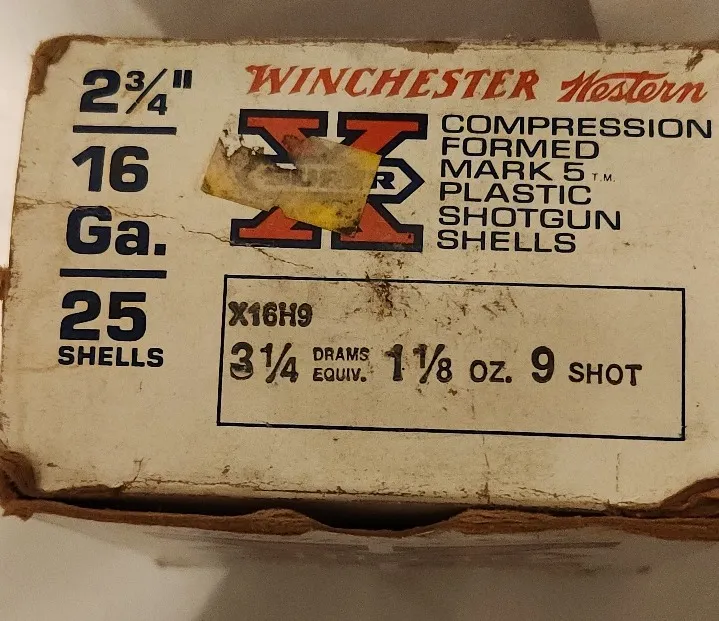 2¾"
16
Ga.
25
SHELLS
WINCHESTER Western
X
COMPRESSION
FORMED
MARK 5 T.M.
PLASTIC
SHOTGUN
SHELLS
X16H9
3¼ DRAMS EQUIV. 1⅛ OZ. 9 SHOT